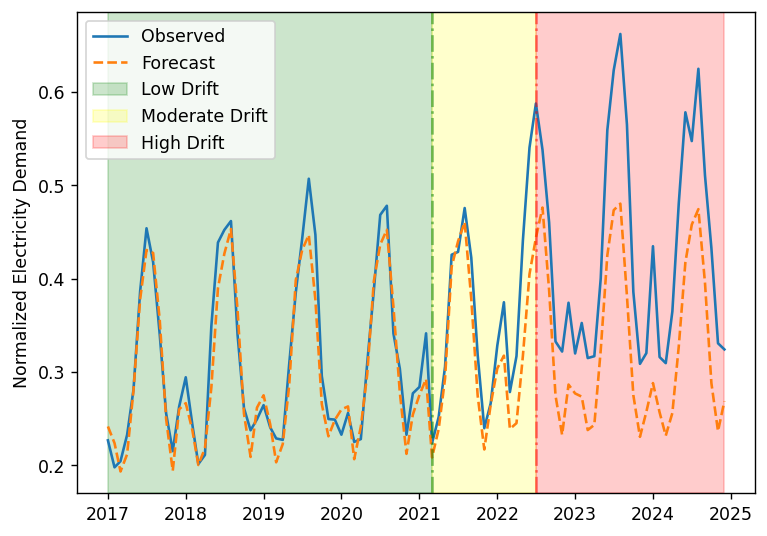 Observed
Forecast
Low Drift
Moderate Drift
High Drift
Normalized Electricity Demand
0.6
0.5
0.4
0.3
0.2
2017 2018 2019 2020 2021 2022 2023 2024 2025